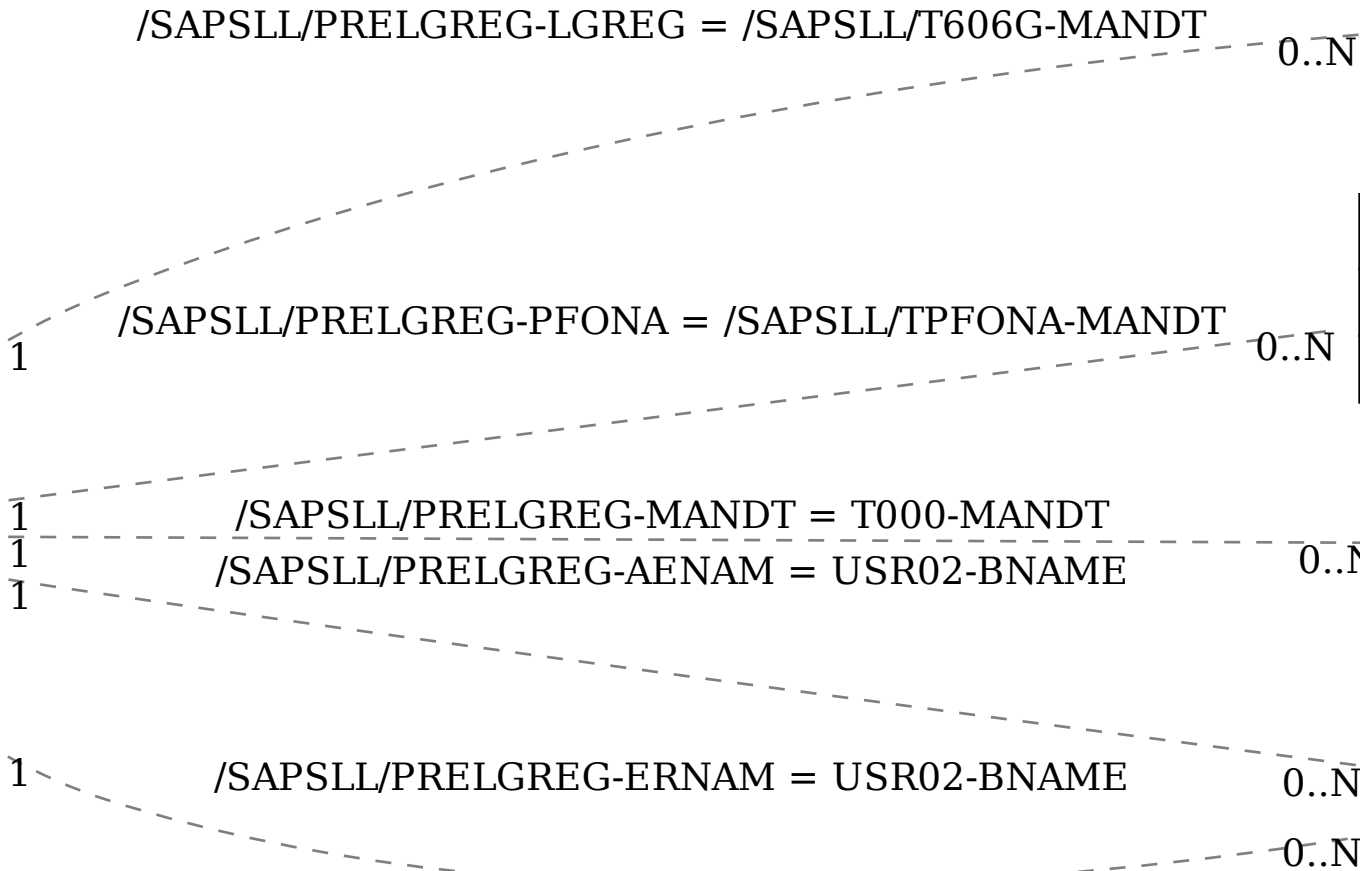 /SAPSLL/PRELGREG-LGREG = /SAPSLL/T606G-MANDT
0..N
/SAPSLL/PRELGREG-PFONA = /SAPSLL/TPFONA-MANDT
0..N
1
/SAPSLL/PRELGREG-MANDT = T000-MANDT
1
1
0..N
/SAPSLL/PRELGREG-AENAM = USR02-BNAME
1
/SAPSLL/PRELGREG-ERNAM = USR02-BNAME
1
0..N
0..N